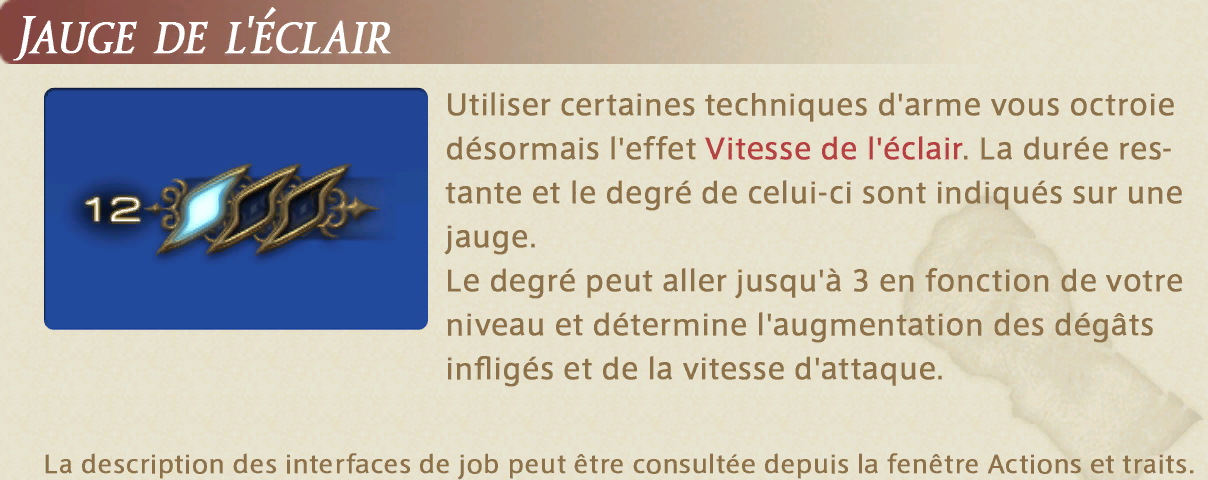 JAUGE DE L'ÉCLAIR
12
Utiliser certaines techniques d'arme vous octroie
désormais l'effet Vitesse de l'éclair. La durée res-
tante et le degré de celui-ci sont indiqués sur une
jauge.
Le degré peut aller jusqu'à 3 en fonction de votre
niveau et détermine l'augmentation des dégâts
infligés et de la vitesse d'attaque.
La description des interfaces de job peut être consultée depuis la fenêtre Actions et traits.